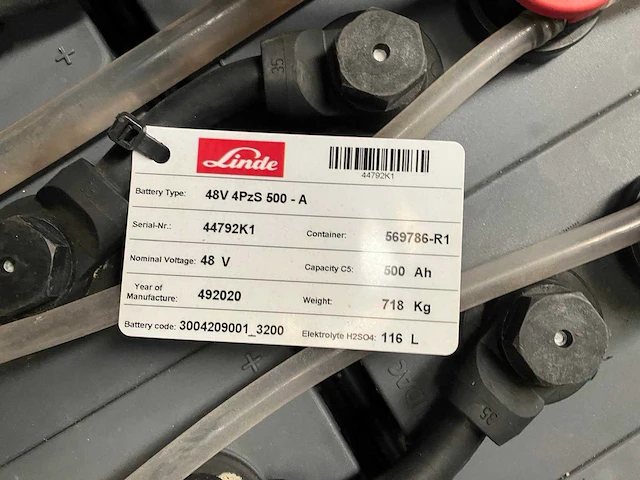 35
Linde
44792K1
Battery Type: 48V 4PzS 500 - A
Serial-Nr.: 44792K1 Container: 569786-R1
Nominal Voltage: 48 V Capacity C5: 500 Ah
Year of
Manufacture: 492020 Weight: 718 Kg
Battery code: 3004209001_3200 Elektrolyte H2SO4: 116 L
35